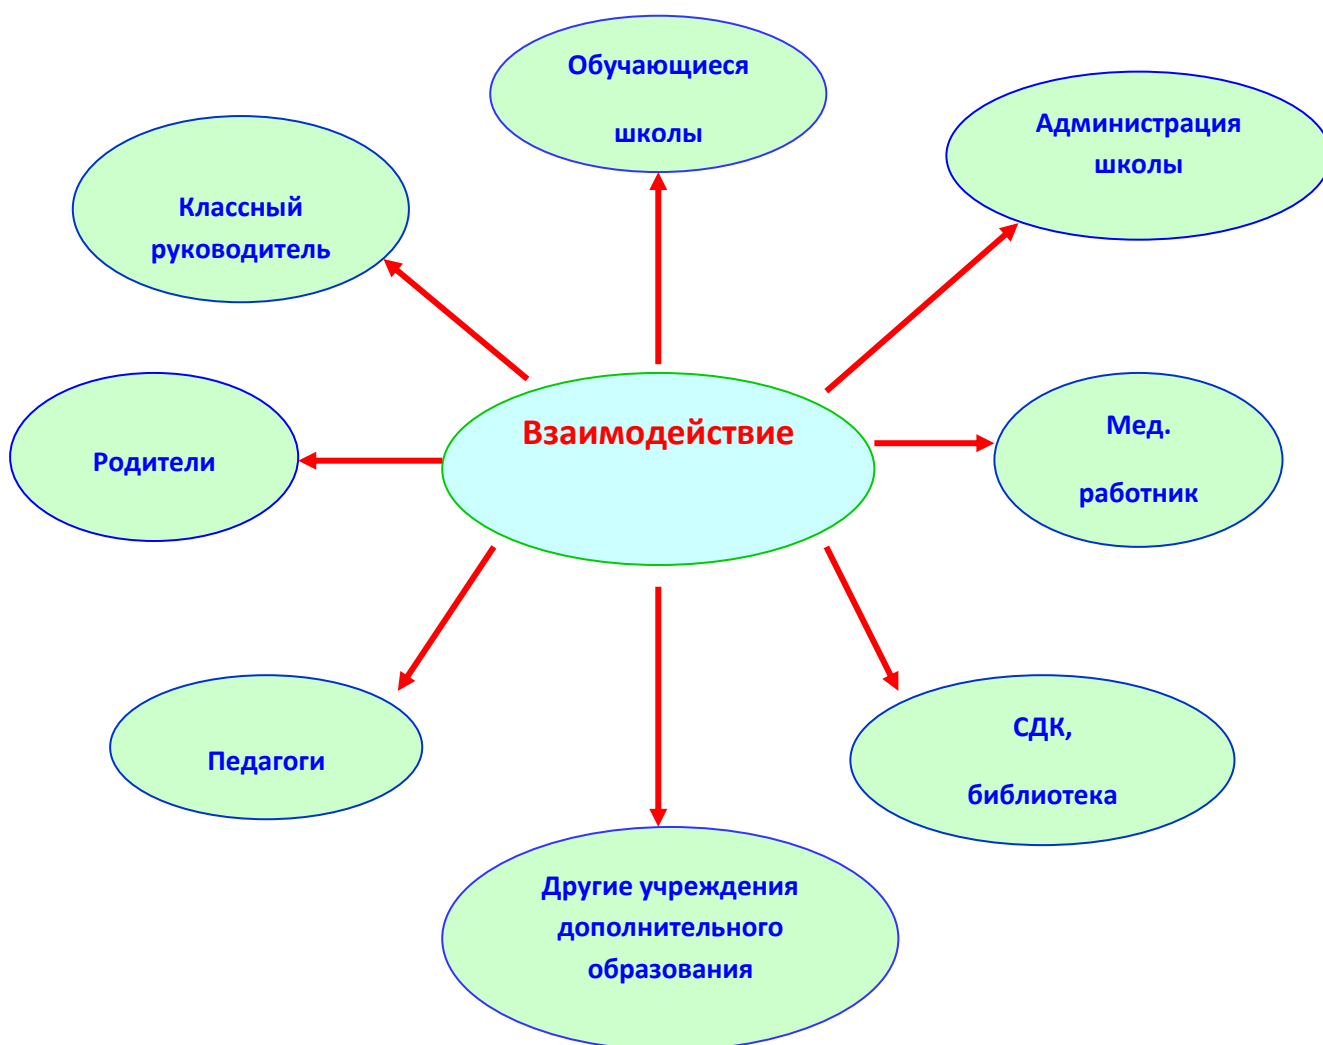 Обучающиеся
школы
Администрация
школы
Классный
руководитель
Взаимодействие
Мед.
работник
Родители
СДК,
библиотека
Педагоги
Другие учреждения
дополнительного
образования